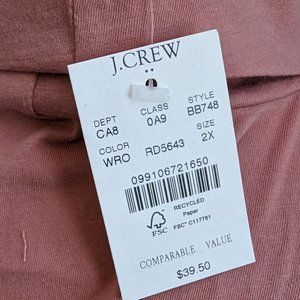 J.CREW
DEPT CLASS STYLE
CA8 0A9 BB748
COLOR SIZE
WRO RD5643 2X
099106721650
RECYCLED
Paper
FSC
FSC® C117781
COMPARABLE VALUE
$39.50